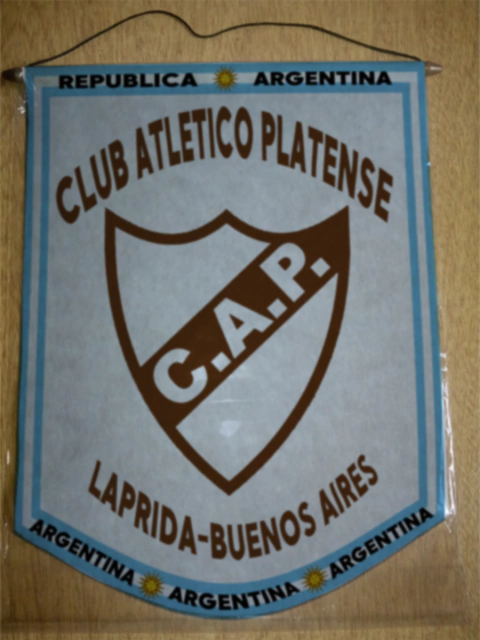 REPUBLICA ARGENTINA
CLUB ATLETICO PLATENSE
C.A.P.
LAPRIDA-BUENOS AIRES
ARGENTINA ARGENTINA ARGENTINA